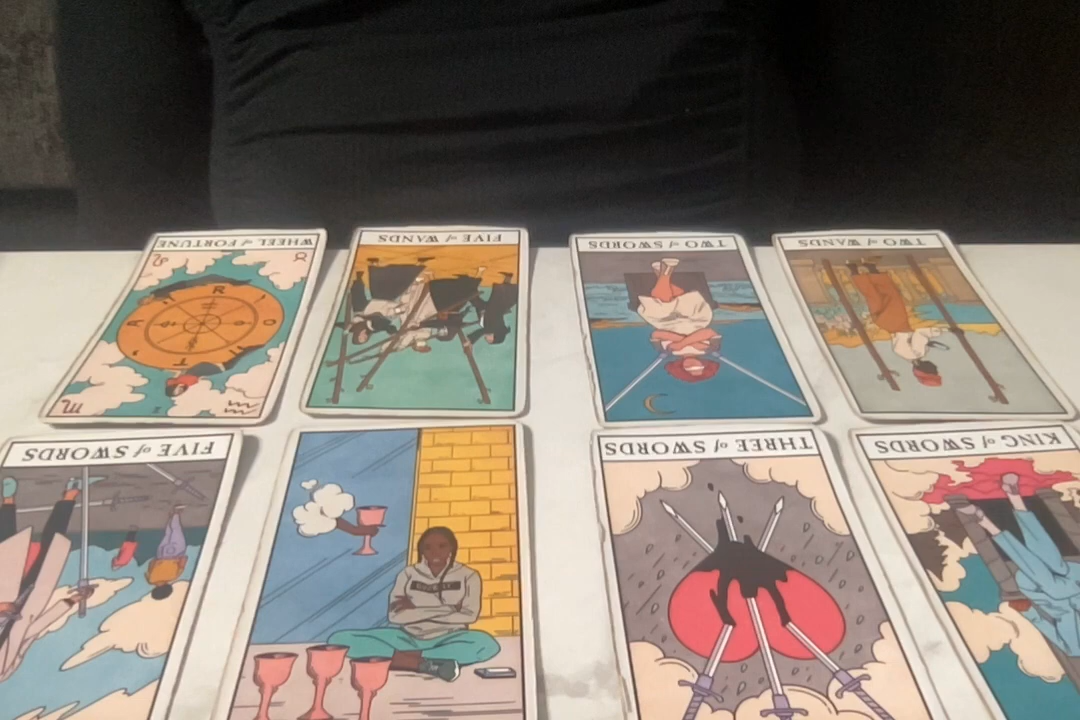 WHEEL of FORTUNE
FIVE of WANDS
TWO of SWORDS
TWO of WANDS
FIVE of SWORDS
THREE of SWORDS
KING of SWORDS